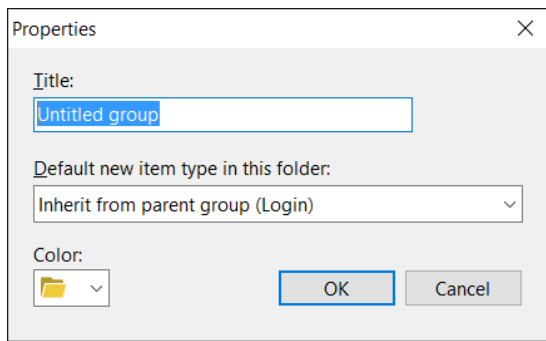 Properties
Title:
Untitled group
Default new item type in this folder:
Inherit from parent group (Login)
Color:
OK
Cancel